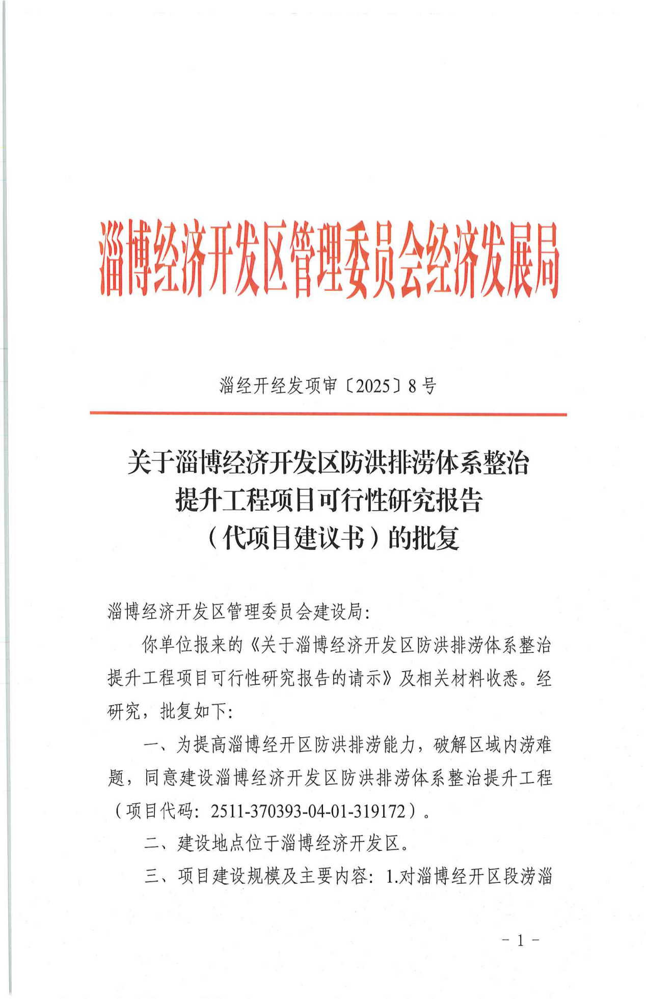 淄博经济开发区管理委员会经济发展局
淄经开经发项审〔2025〕8号
关于淄博经济开发区防洪排涝体系整治
提升工程项目可行性研究报告
（代项目建议书）的批复
淄博经济开发区管理委员会建设局：
你单位报来的《关于淄博经济开发区防洪排涝体系整治
提升工程项目可行性研究报告的请示》及相关材料收悉。经
研究，批复如下：
一、为提高淄博经开区防洪排涝能力，破解区域内涝难
题，同意建设淄博经济开发区防洪排涝体系整治提升工程
（项目代码：2511-370393-04-01-319172）。
二、建设地点位于淄博经济开发区。
三、项目建设规模及主要内容：1.对淄博经开区段涝淄
- 1 -